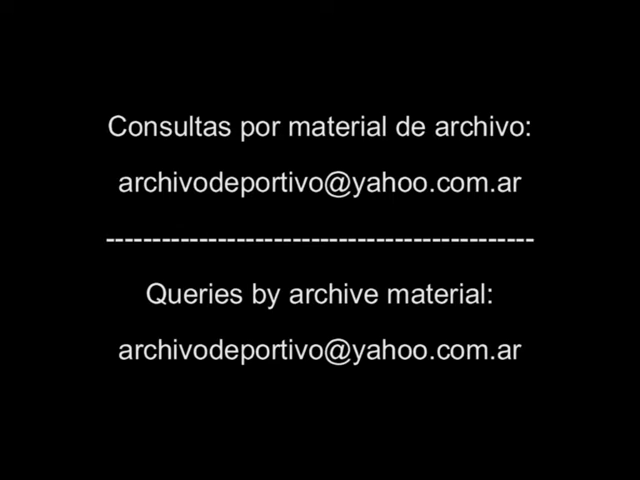 Consultas por material de archivo:
archivodeportivo@yahoo.com.ar
----------------------------------------------
Queries by archive material:
archivodeportivo@yahoo.com.ar